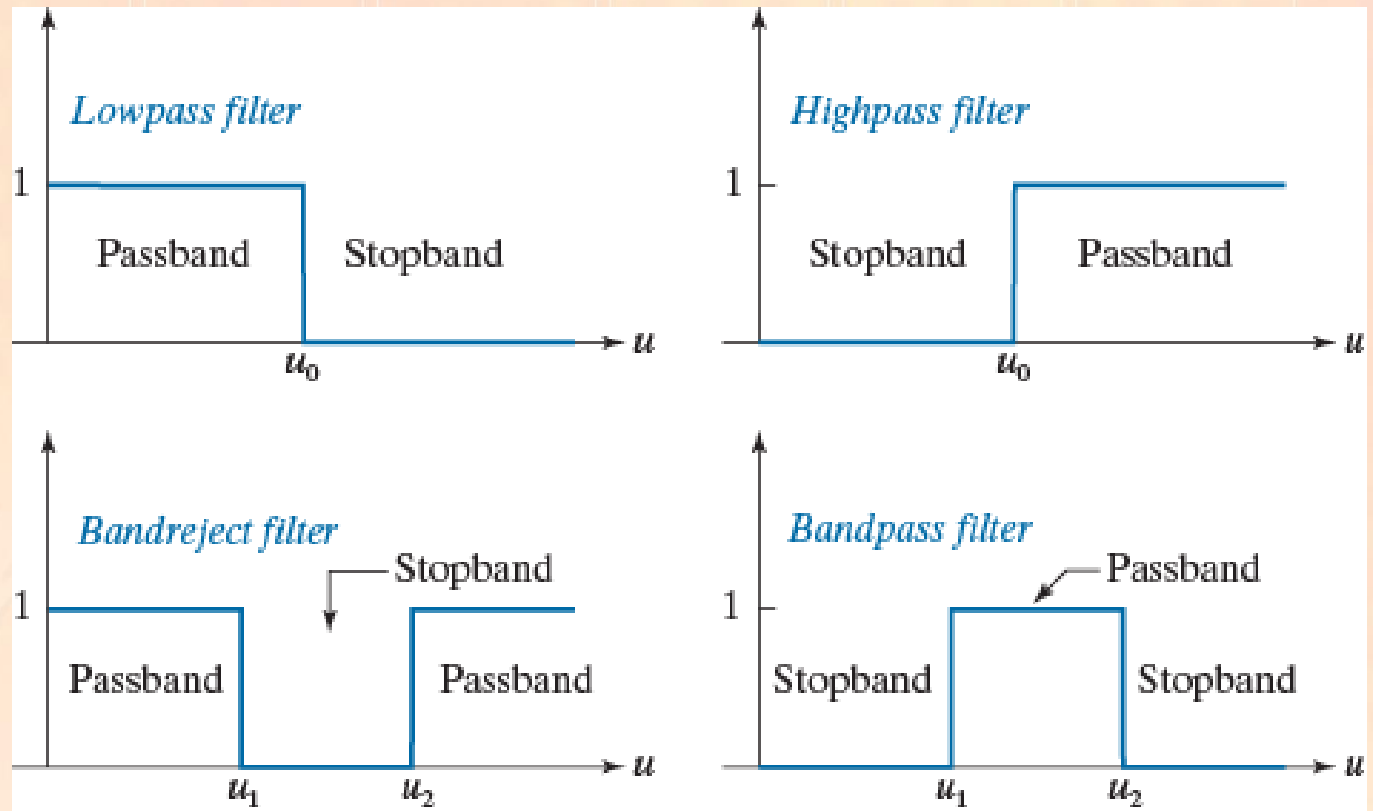 Lowpass filter
1
Passband
Stopband
u
u₀
Highpass filter
1
Stopband
Passband
u
u₀
Bandreject filter
Stopband
1
Passband
Passband
u
u₁
u₂
Bandpass filter
Passband
1
Stopband
Stopband
u
u₁
u₂